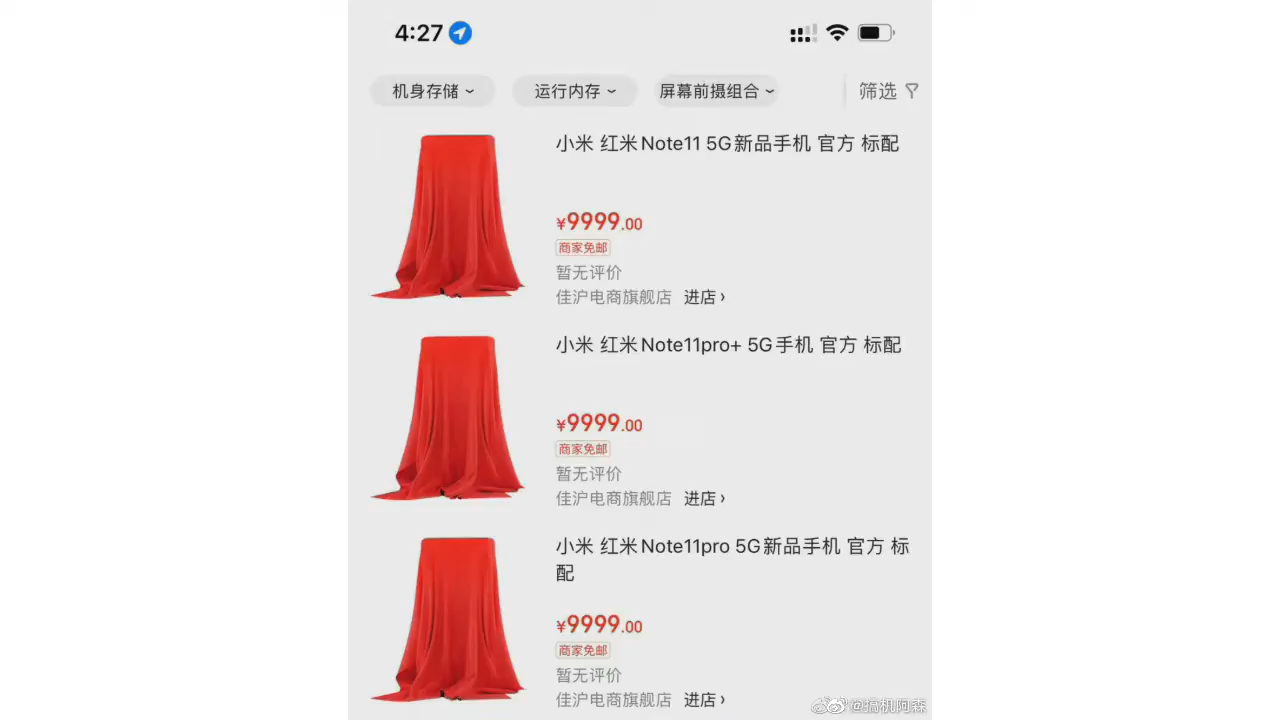 4:27
机身存储 运行内存 屏幕前摄组合 筛选
小米 红米Note11 5G新品手机 官方 标配
¥9999.00
商家免邮
暂无评价
佳沪电商旗舰店 进店›
小米 红米Note11pro+ 5G手机 官方 标配
¥9999.00
商家免邮
暂无评价
佳沪电商旗舰店 进店›
小米 红米Note11pro 5G新品手机 官方 标
配
¥9999.00
商家免邮
暂无评价
佳沪电商旗舰店 进店›
@搞机阿森